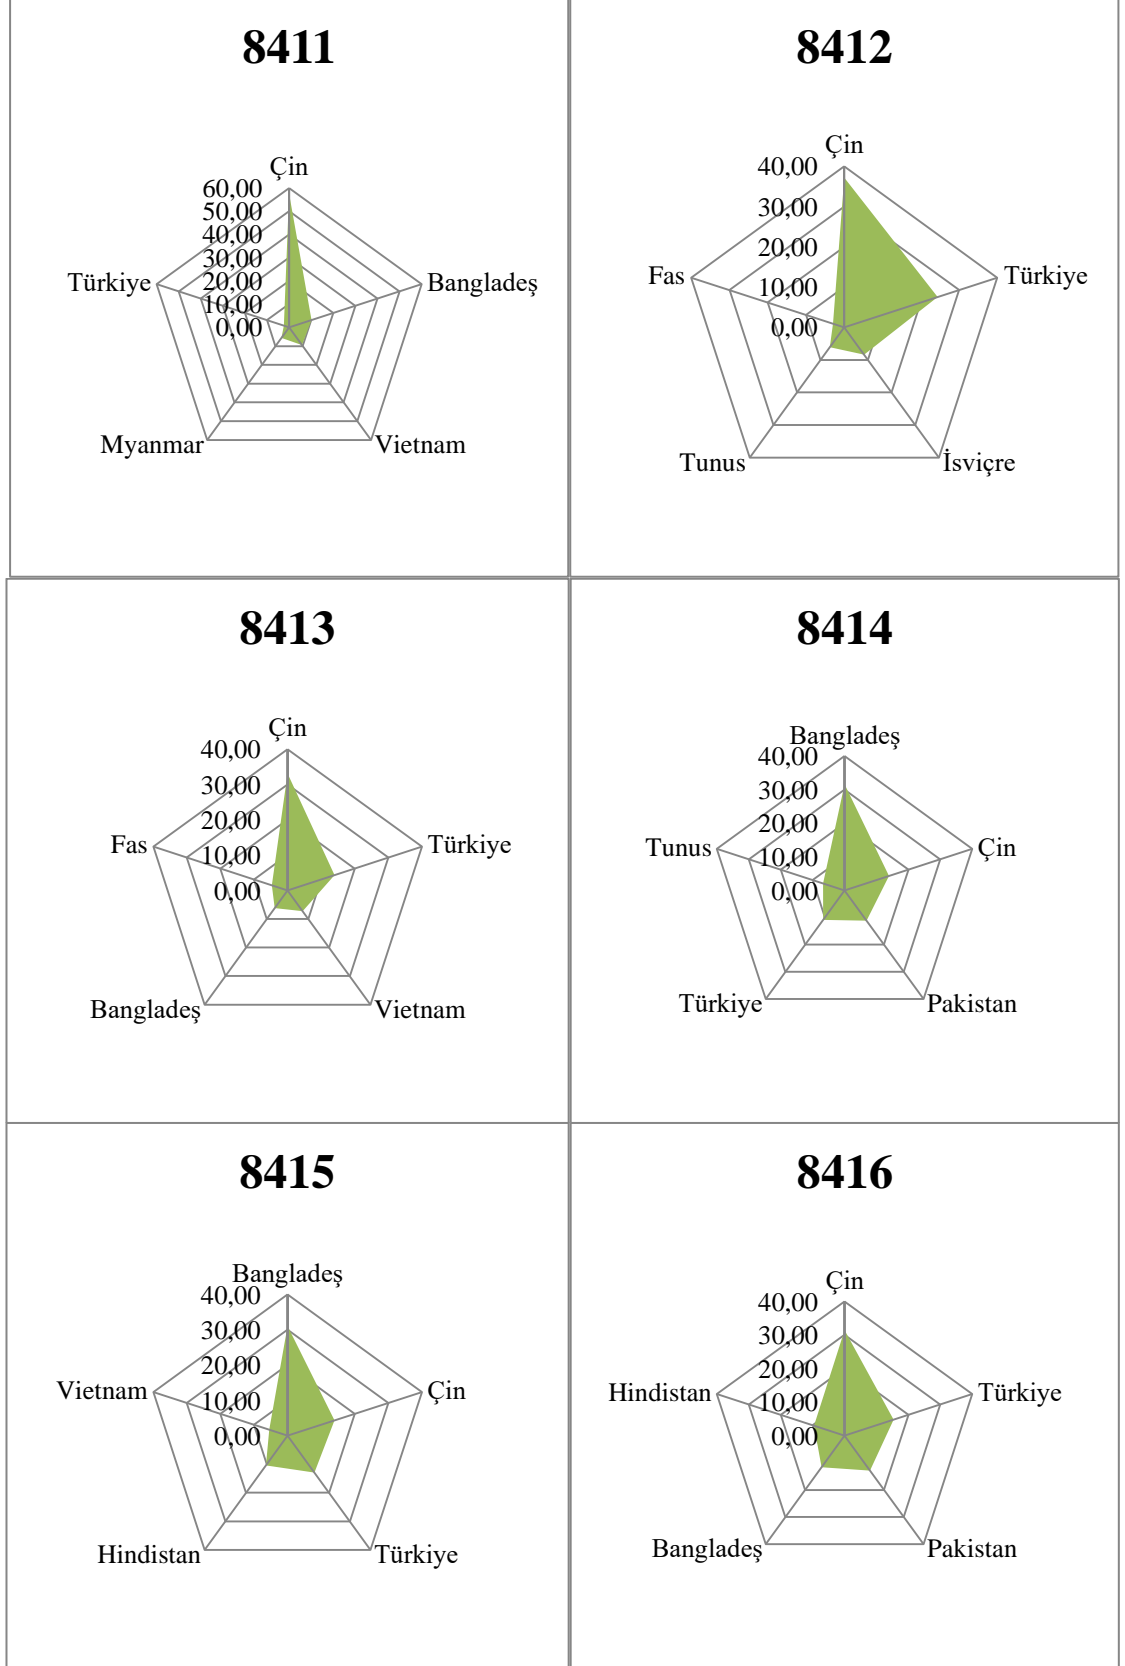 8411
Çin
60,00
50,00
40,00
30,00
20,00
10,00
0,00
Türkiye
Bangladeş
Myanmar
Vietnam
8412
Çin
40,00
30,00
20,00
10,00
0,00
Fas
Türkiye
Tunus
İsviçre
8413
Çin
40,00
30,00
20,00
10,00
0,00
Fas
Türkiye
Bangladeş
Vietnam
8414
Bangladeş
40,00
30,00
20,00
10,00
0,00
Tunus
Çin
Türkiye
Pakistan
8415
Bangladeş
40,00
30,00
20,00
10,00
0,00
Vietnam
Çin
Hindistan
Türkiye
8416
Çin
40,00
30,00
20,00
10,00
0,00
Hindistan
Türkiye
Bangladeş
Pakistan